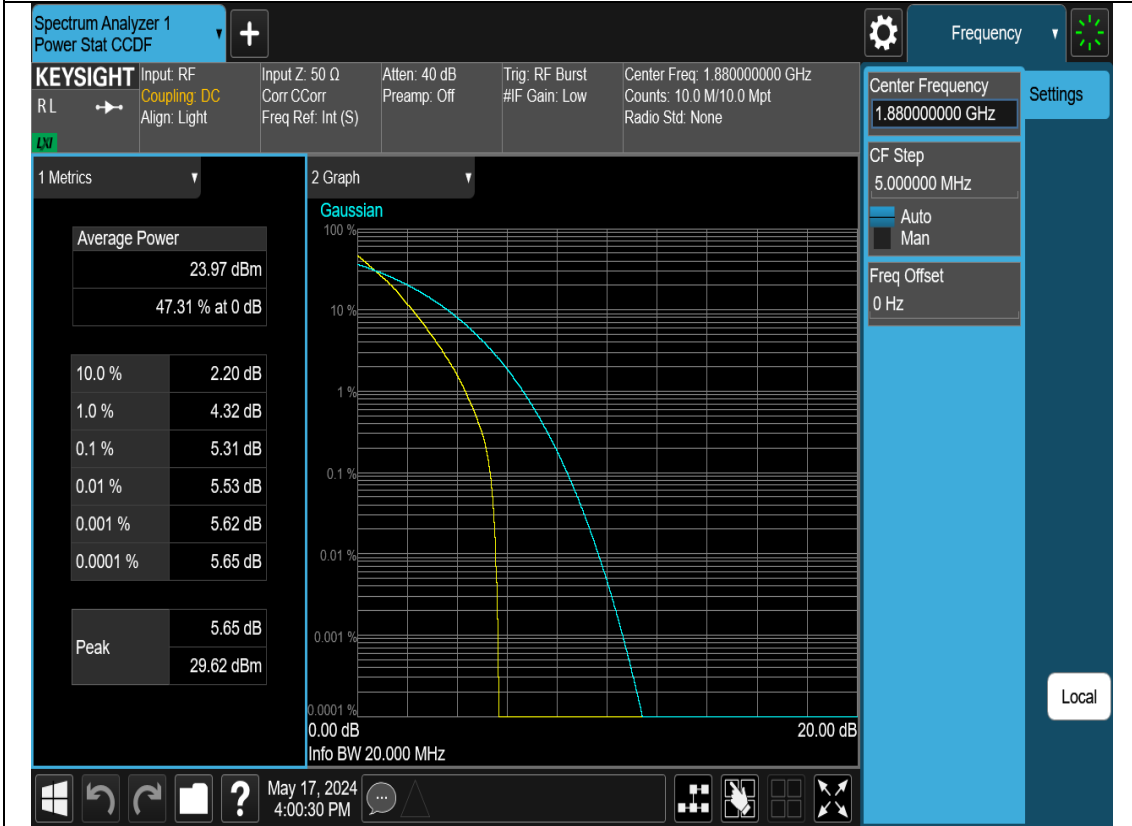 Spectrum Analyzer 1
Power Stat CCDF
Frequency
KEYSIGHT
RL
LXI
Input: RF
Coupling: DC
Align: Light
Input Z: 50 Ω
Corr CCorr
Freq Ref: Int (S)
Atten: 40 dB
Preamp: Off
Trig: RF Burst
#IF Gain: Low
Center Freq: 1.880000000 GHz
Counts: 10.0 M/10.0 Mpt
Radio Std: None
Center Frequency
1.880000000 GHz
Settings
CF Step
5.000000 MHz
Auto
Man
Freq Offset
0 Hz
Local
1 Metrics
Average Power
23.97 dBm
47.31 % at 0 dB
10.0 % 2.20 dB
1.0 % 4.32 dB
0.1 % 5.31 dB
0.01 % 5.53 dB
0.001 % 5.62 dB
0.0001 % 5.65 dB
Peak 5.65 dB
29.62 dBm
2 Graph
Gaussian
100 %
10 %
1 %
0.1 %
0.01 %
0.001 %
0.0001 %
0.00 dB 20.00 dB
Info BW 20.000 MHz
?
May 17, 2024
4:00:30 PM